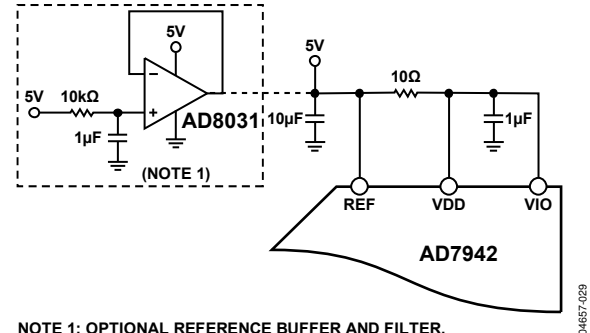 5V
5V
5V 10kΩ
10Ω
−
+
AD8031
10µF
1µF
1µF
(NOTE 1)
REF VDD VIO
AD7942
NOTE 1: OPTIONAL REFERENCE BUFFER AND FILTER.
04657-029